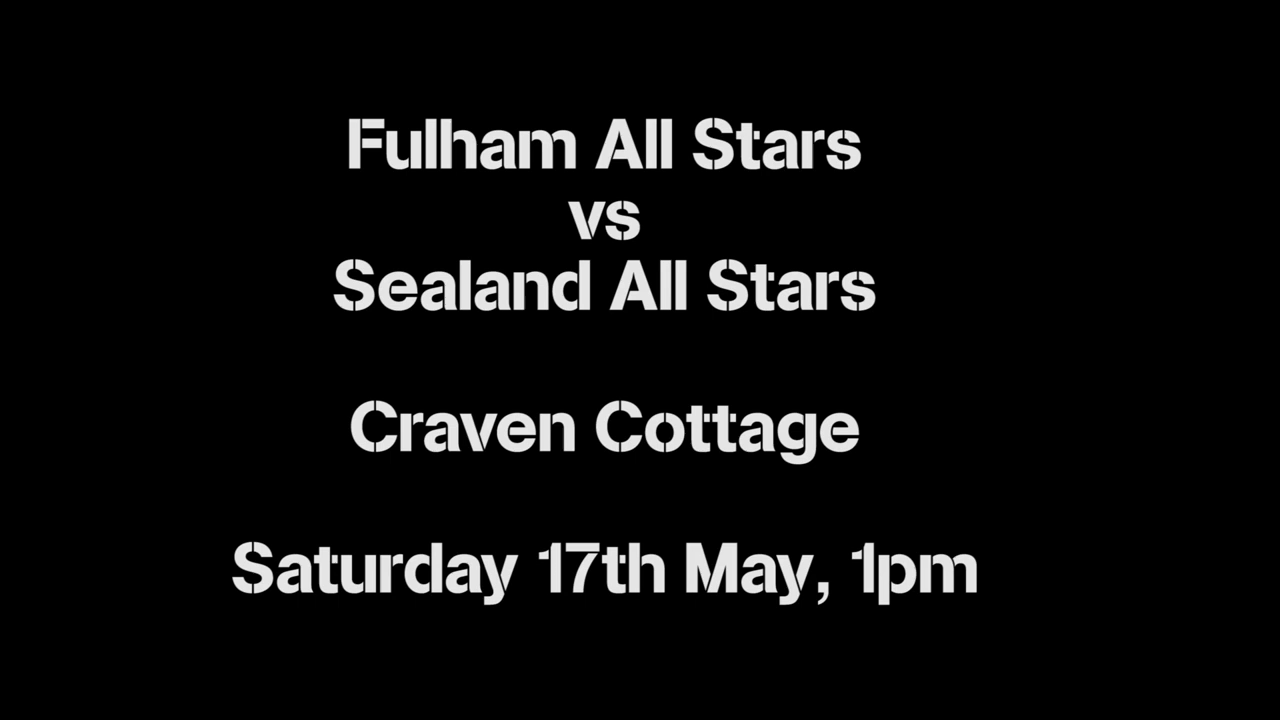 Fulham All Stars
vs
Sealand All Stars
Craven Cottage
Saturday 17th May, 1pm